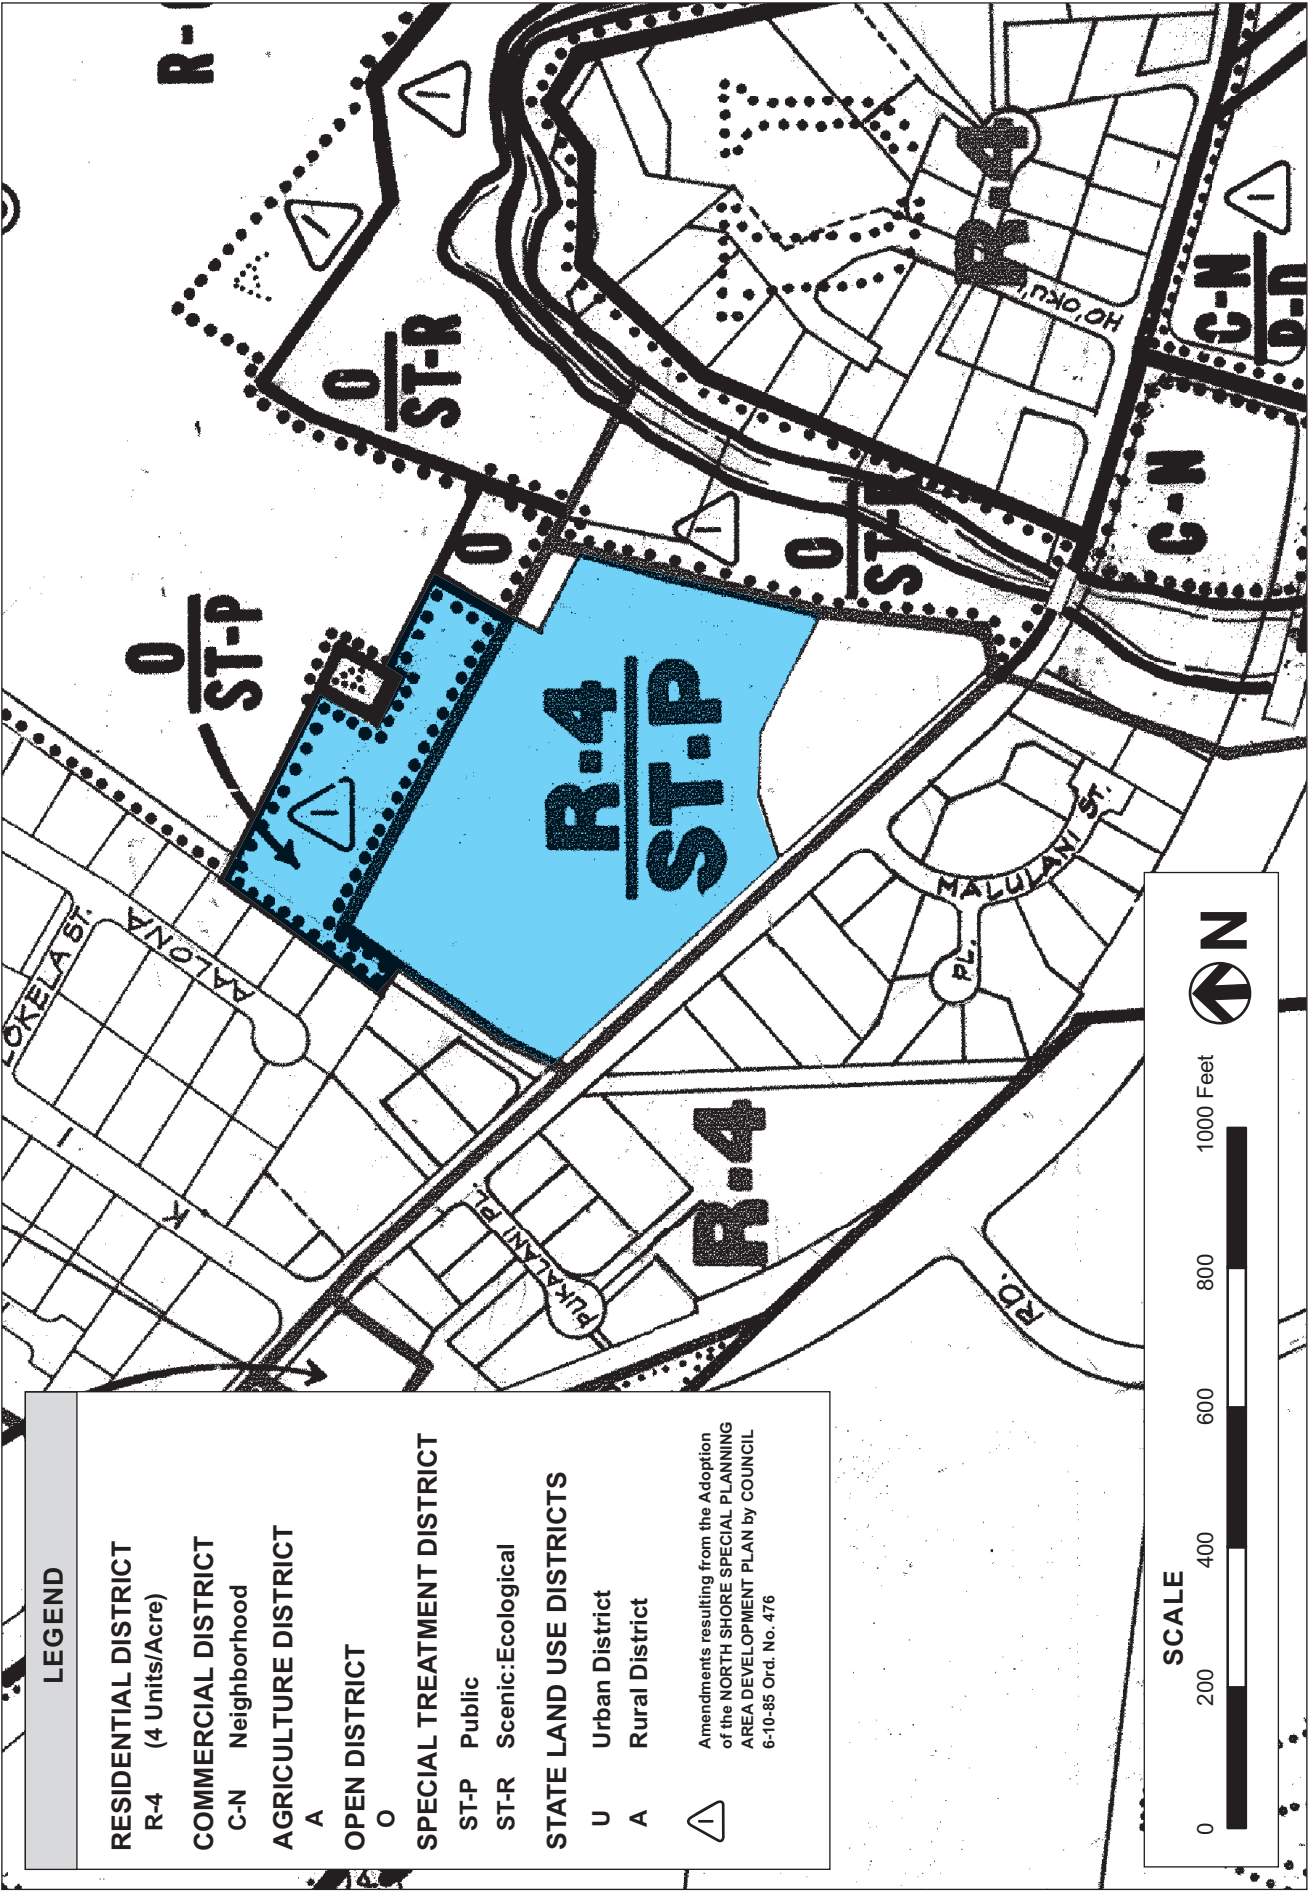 LEGEND
RESIDENTIAL DISTRICT
R-4 (4 Units/Acre)
COMMERCIAL DISTRICT
C-N Neighborhood
AGRICULTURE DISTRICT
A
OPEN DISTRICT
O
SPECIAL TREATMENT DISTRICT
ST-P Public
ST-R Scenic:Ecological
STATE LAND USE DISTRICTS
U Urban District
A Rural District
Amendments resulting from the Adoption
of the NORTH SHORE SPECIAL PLANNING
AREA DEVELOPMENT PLAN by COUNCIL
6-10-85 Ord. No. 476
SCALE
0 200 400 600 800 1000 Feet
N
O
ST-P
O
ST-R
O
R-4
ST-P
O
R-4
R-4
C-N
C-N
LOKELA ST.
AALONA
K I
PUKALANI PL.
MALULANI ST.
PL.
RD.
HO'OKU'I
A